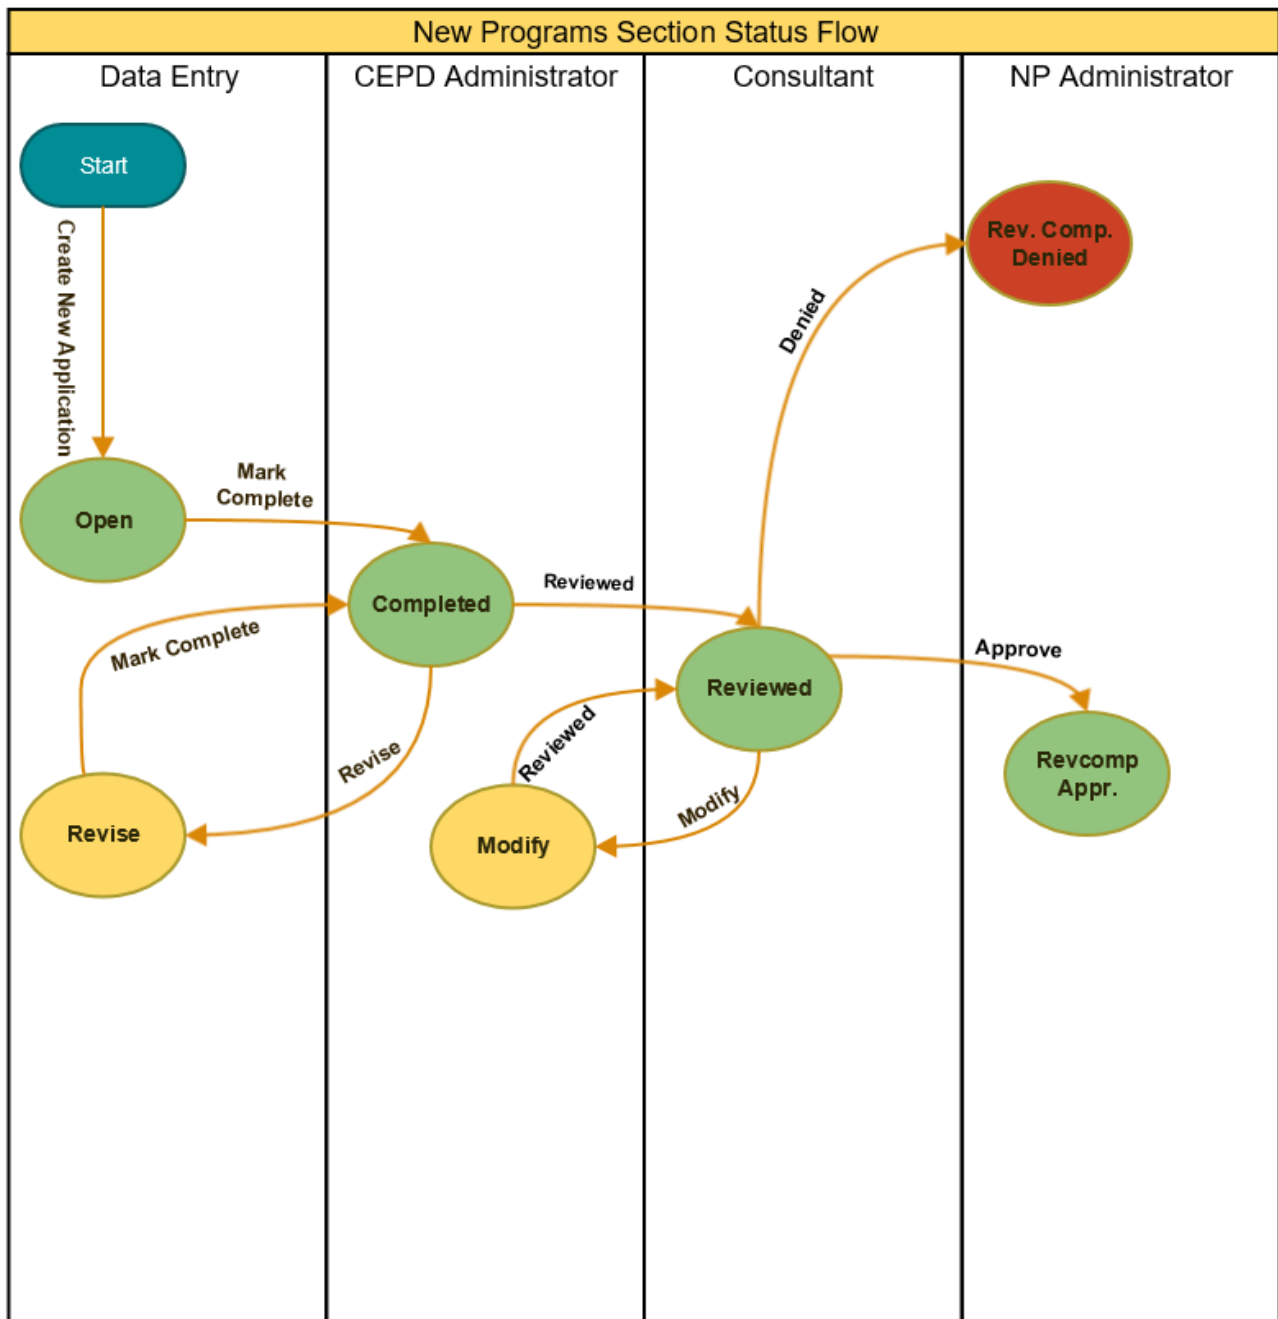 New Programs Section Status Flow
Data Entry
CEPD Administrator
Consultant
NP Administrator
Start
Create New Application
Rev. Comp.
Denied
Denied
Mark
Complete
Open
Completed
Reviewed
Mark Complete
Revise
Reviewed
Approve
Reviewed
Modify
Revise
Modify
Revcomp
Appr.